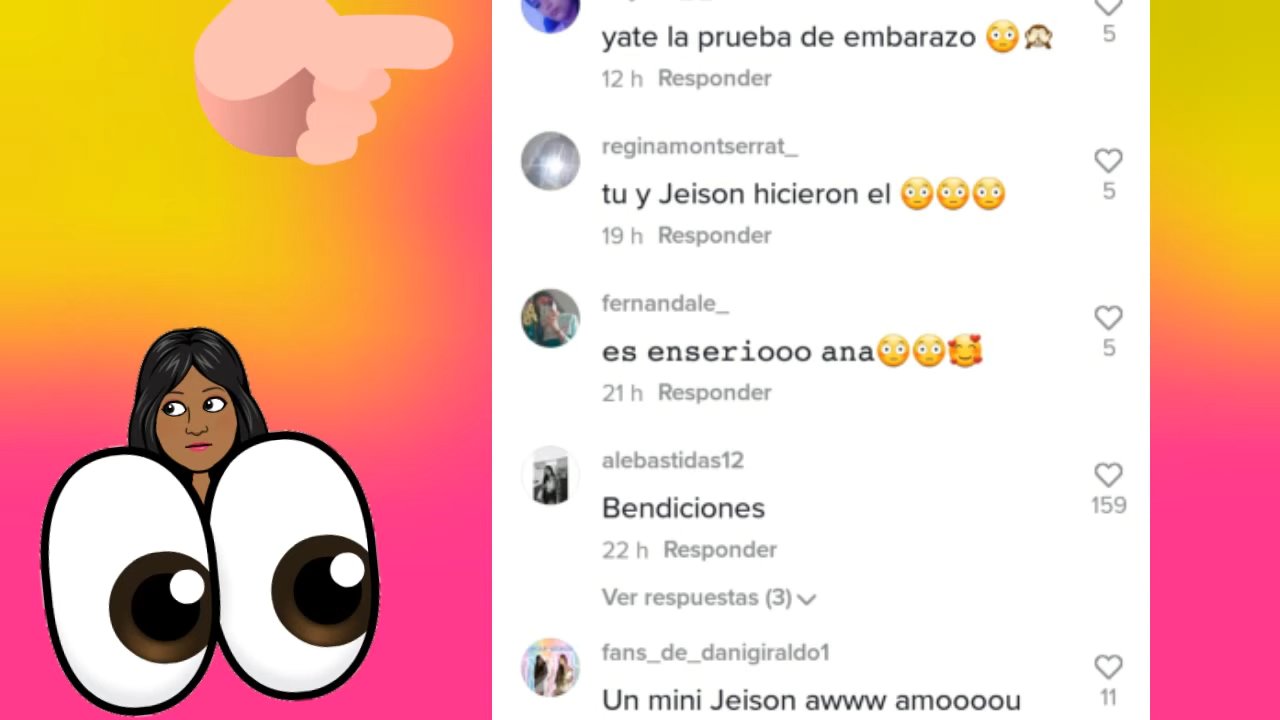 yate la prueba de embarazo 😳🙈
5
12 h Responder
reginamontserrat_
tu y Jeison hicieron el 😳😳😳
5
19 h Responder
fernandale_
es enseriooo ana😳😳🥰
5
21 h Responder
alebastidas12
Bendiciones
159
22 h Responder
Ver respuestas (3)
fans_de_danigiraldo1
Un mini Jeison awww amoooou
11